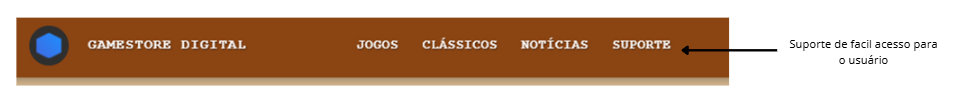 GAMESTORE DIGITAL JOGOS CLÁSSICOS NOTÍCIAS SUPORTE
Suporte de facil acesso para
o usuário